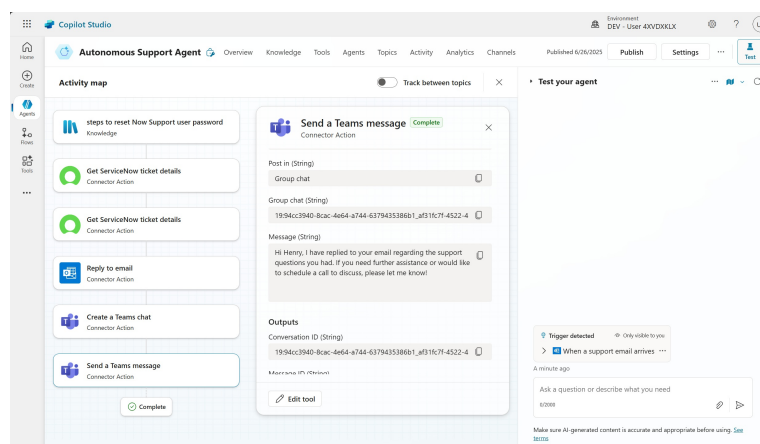 Copilot Studio
Environment
DEV - User 4XVDXKLX
Home
Create
Agents
Flows
Tools
Autonomous Support Agent
Overview
Knowledge
Tools
Agents
Topics
Activity
Analytics
Channels
Published 6/26/2025
Publish
Settings
Test
Activity map
Track between topics
steps to reset Now Support user password
Knowledge
Get ServiceNow ticket details
Connector Action
Get ServiceNow ticket details
Connector Action
Reply to email
Connector Action
Create a Teams chat
Connector Action
Send a Teams message
Connector Action
Complete
Send a Teams message
Complete
Connector Action
Post in (String)
Group chat
Group chat (String)
19:94cc3940-8cac-4e64-a744-6379435386b1_af31fc7f-4522-4
Message (String)
Hi Henry, I have replied to your email regarding the support
questions you had. If you need further assistance or would like
to schedule a call to discuss, please let me know!
Outputs
Conversation ID (String)
19:94cc3940-8cac-4e64-a744-6379435386b1_af31fc7f-4522-4
Message ID (String)
Edit tool
Test your agent
Trigger detected
Only visible to you
When a support email arrives
A minute ago
Ask a question or describe what you need
0/2000
Make sure AI-generated content is accurate and appropriate before using. See
terms